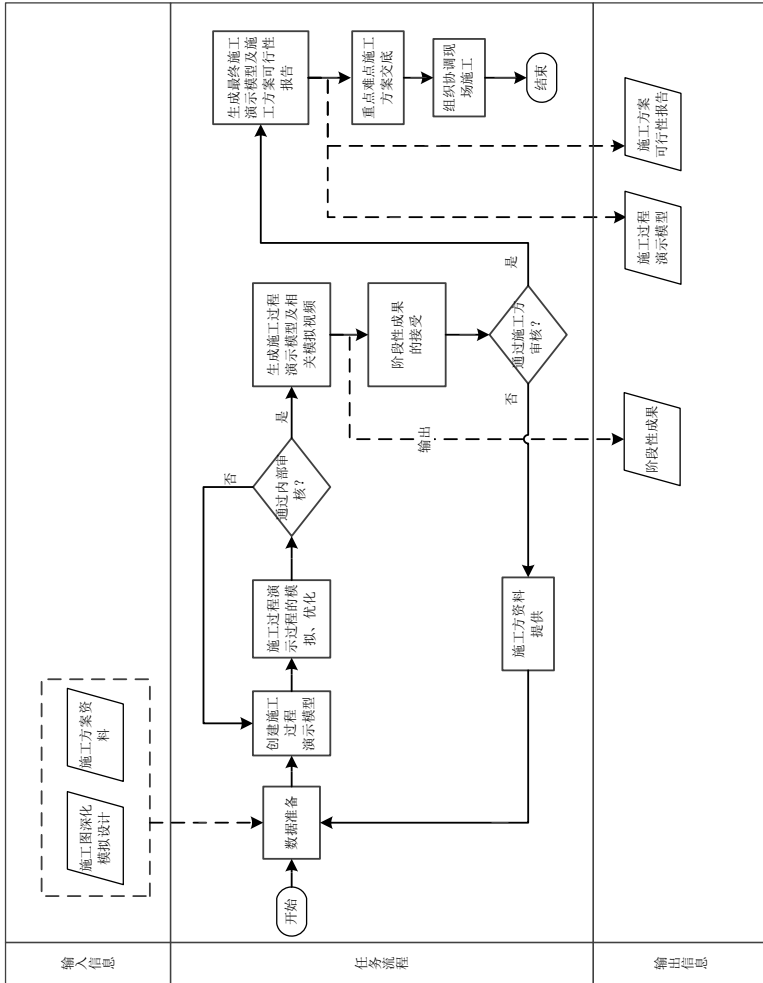 输入
信息
施工图深化
模拟设计
施工方案资
料
任务
流程
开始
数据准备
创建施工
过程
演示模型
施工过程演
示过程的模
拟、优化
通过内部审
核？
否
是
生成施工过程
演示模型及相
关模拟视频
输出
阶段性成果
的接受
通过施工方
审核？
否
是
施工方资料
提供
生成最终施工
演示模型及施
工方案可行性
报告
重点难点施工
方案交底
组织协调现
场施工
结束
输出
信息
阶段性成果
施工过程
演示模型
施工方案
可行性报告